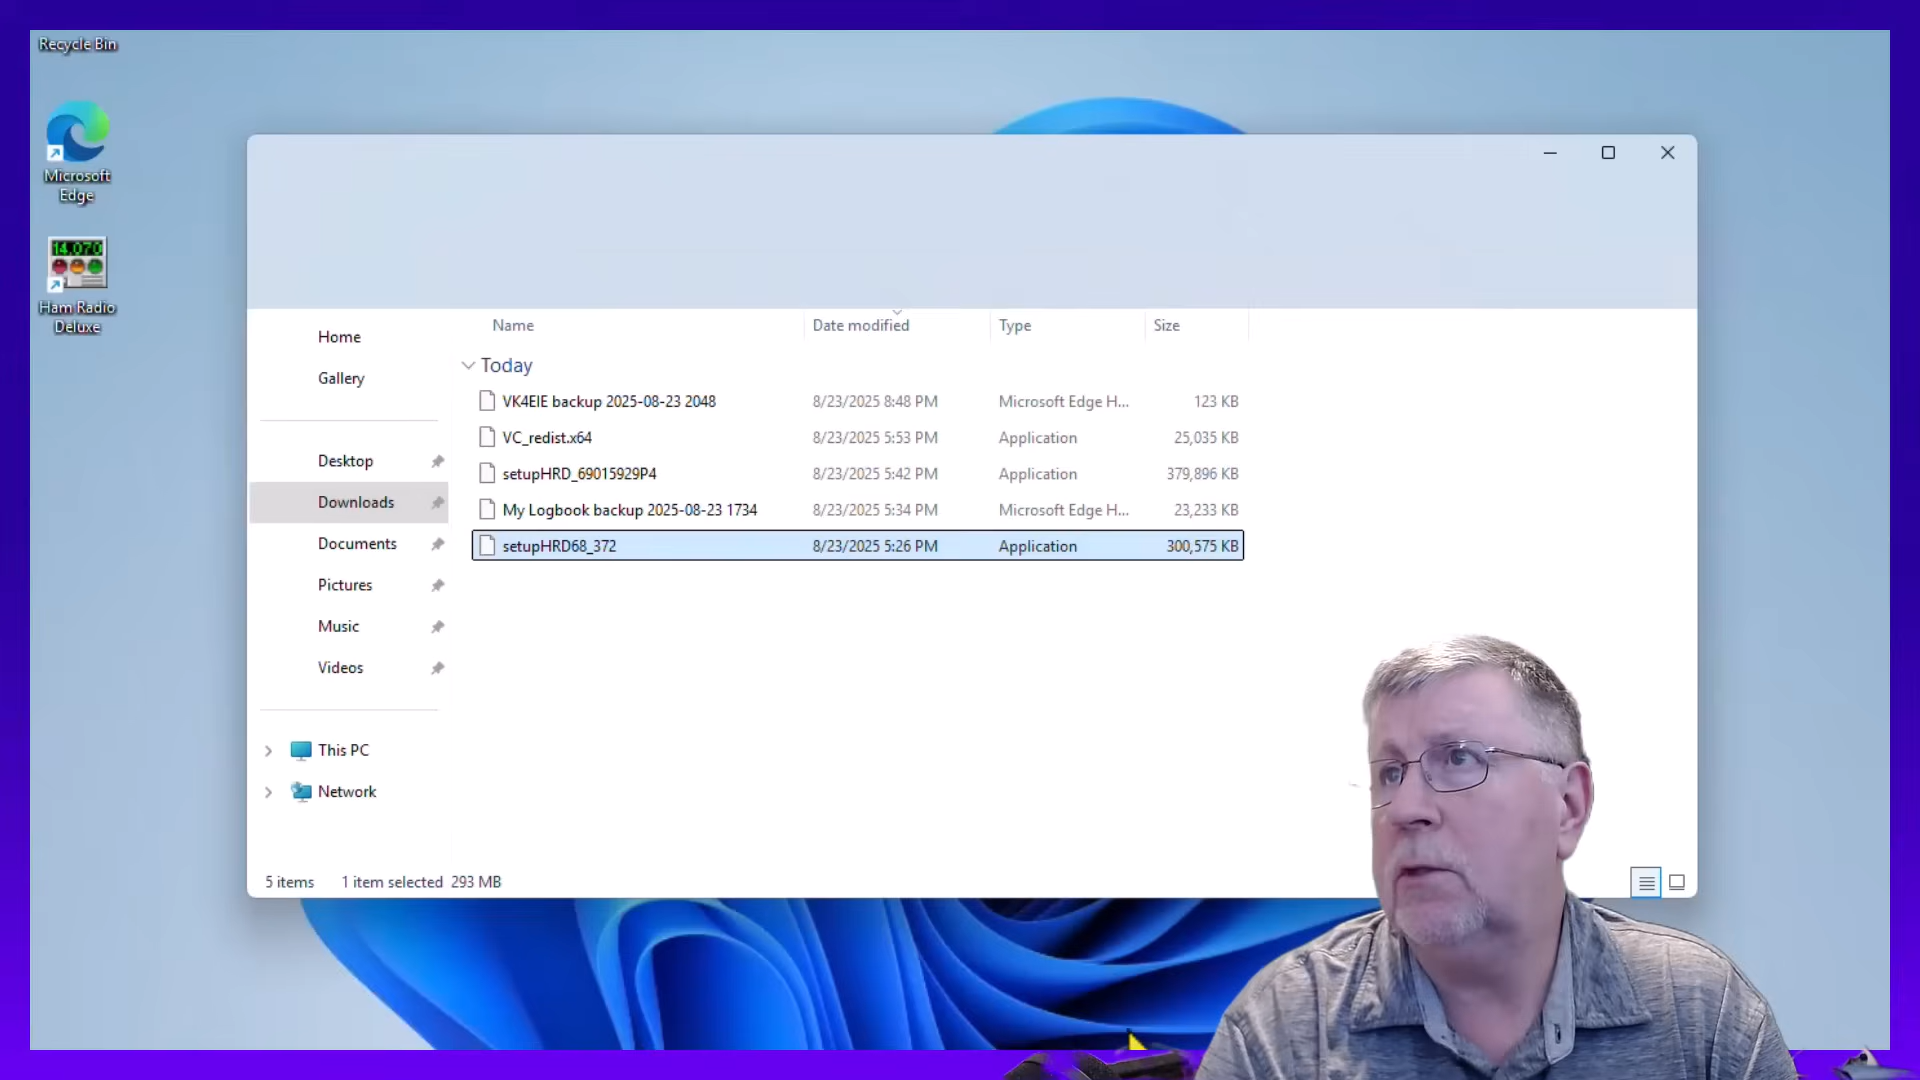 Recycle Bin
Microsoft
Edge
14.070
Ham Radio
Deluxe
Name
Date modified
Type
Size
Home
Gallery
Desktop
Downloads
Documents
Pictures
Music
Videos
This PC
Network
Today
VK4EIE backup 2025-08-23 2048 8/23/2025 8:48 PM Microsoft Edge H... 123 KB
VC_redist.x64 8/23/2025 5:53 PM Application 25,035 KB
setupHRD_69015929P4 8/23/2025 5:42 PM Application 379,896 KB
My Logbook backup 2025-08-23 1734 8/23/2025 5:34 PM Microsoft Edge H... 23,233 KB
setupHRD68_372 8/23/2025 5:26 PM Application 300,575 KB
5 items 1 item selected 293 MB